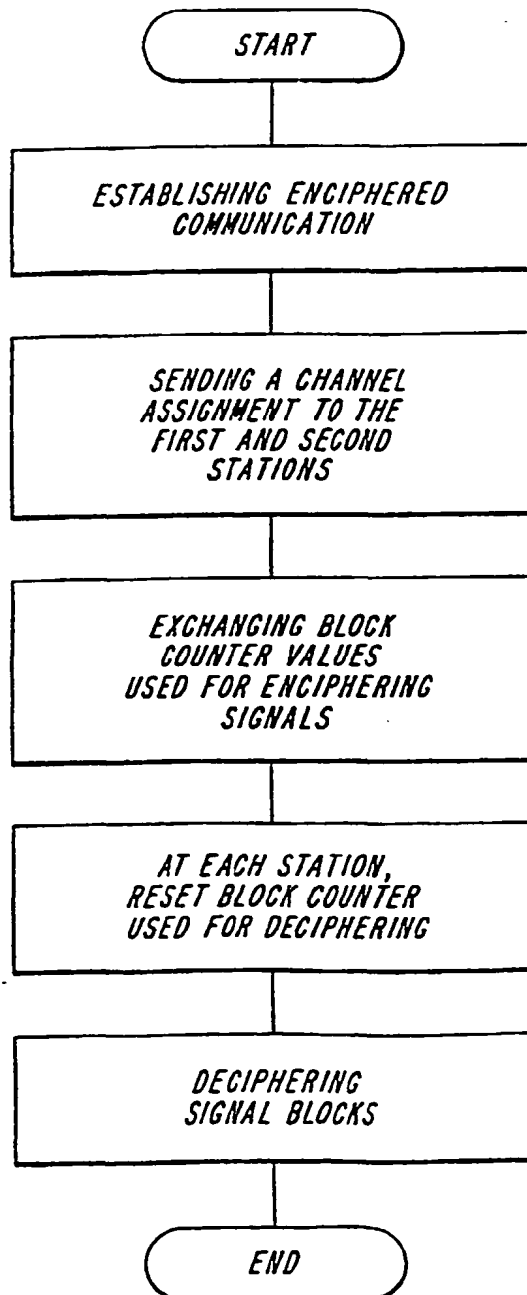 START
ESTABLISHING ENCIPHERED
COMMUNICATION
SENDING A CHANNEL
ASSIGNMENT TO THE
FIRST AND SECOND
STATIONS
EXCHANGING BLOCK
COUNTER VALUES
USED FOR ENCIPHERING
SIGNALS
AT EACH STATION,
RESET BLOCK COUNTER
USED FOR DECIPHERING
DECIPHERING
SIGNAL BLOCKS
END